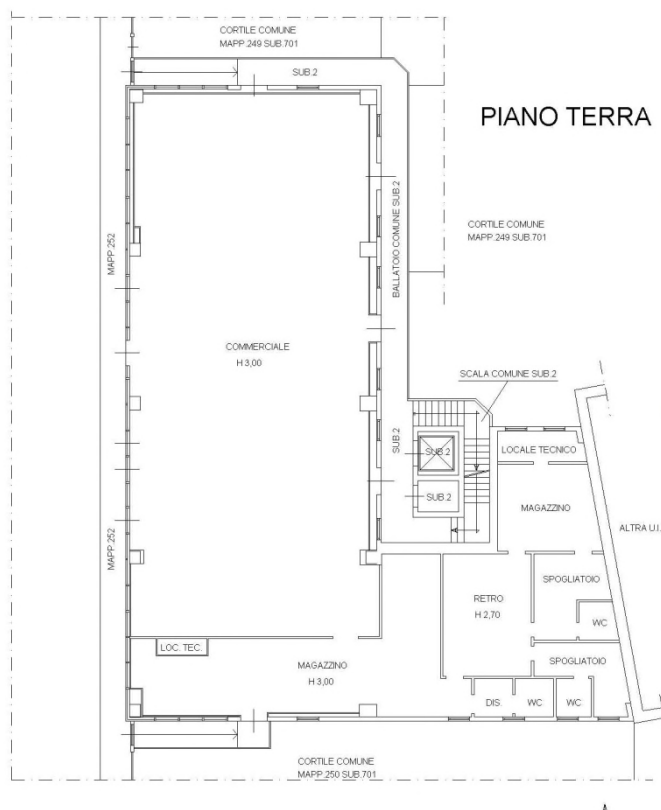 CORTILE COMUNE
MAPP.249 SUB.701
SUB.2
PIANO TERRA
BALLATOIO COMUNE SUB.2
CORTILE COMUNE
MAPP.249 SUB.701
MAPP.252
COMMERCIALE
H 3,00
SCALA COMUNE SUB.2
SUB.2
SUB.2
LOCALE TECNICO
SUB.2
MAGAZZINO
ALTRA U.I.
MAPP.252
SPOGLIATOIO
RETRO
H 2,70
WC
LOC. TEC.
MAGAZZINO
H 3,00
SPOGLIATOIO
DIS.
WC
WC
CORTILE COMUNE
MAPP.250 SUB.701